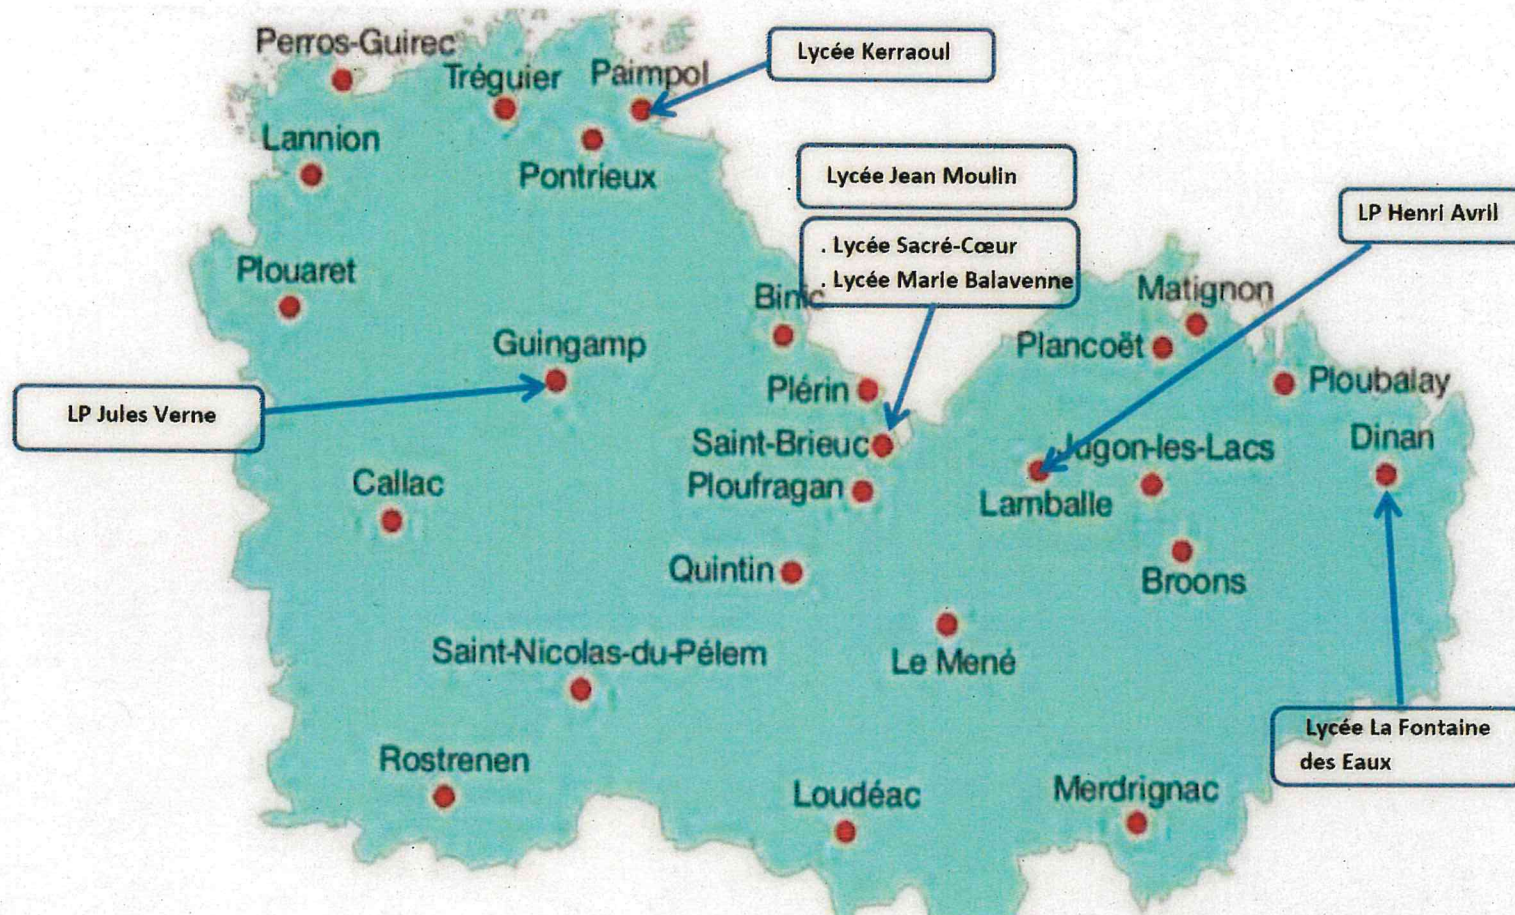 Perros-Guirec
Tréguier
Paimpol
Lycée Kerraoul
Lannion
Pontrieux
Lycée Jean Moulin
LP Henri Avril
. Lycée Sacré-Cœur
. Lycée Marie Balavenne
Plouaret
Binic
Matignon
Guingamp
Plancoët
Plérin
Ploubalay
LP Jules Verne
Saint-Brieuc
Jugon-les-Lacs
Dinan
Callac
Ploufragan
Lamballe
Quintin
Broons
Saint-Nicolas-du-Pélem
Le Mené
Lycée La Fontaine
des Eaux
Rostrenen
Loudéac
Merdrignac